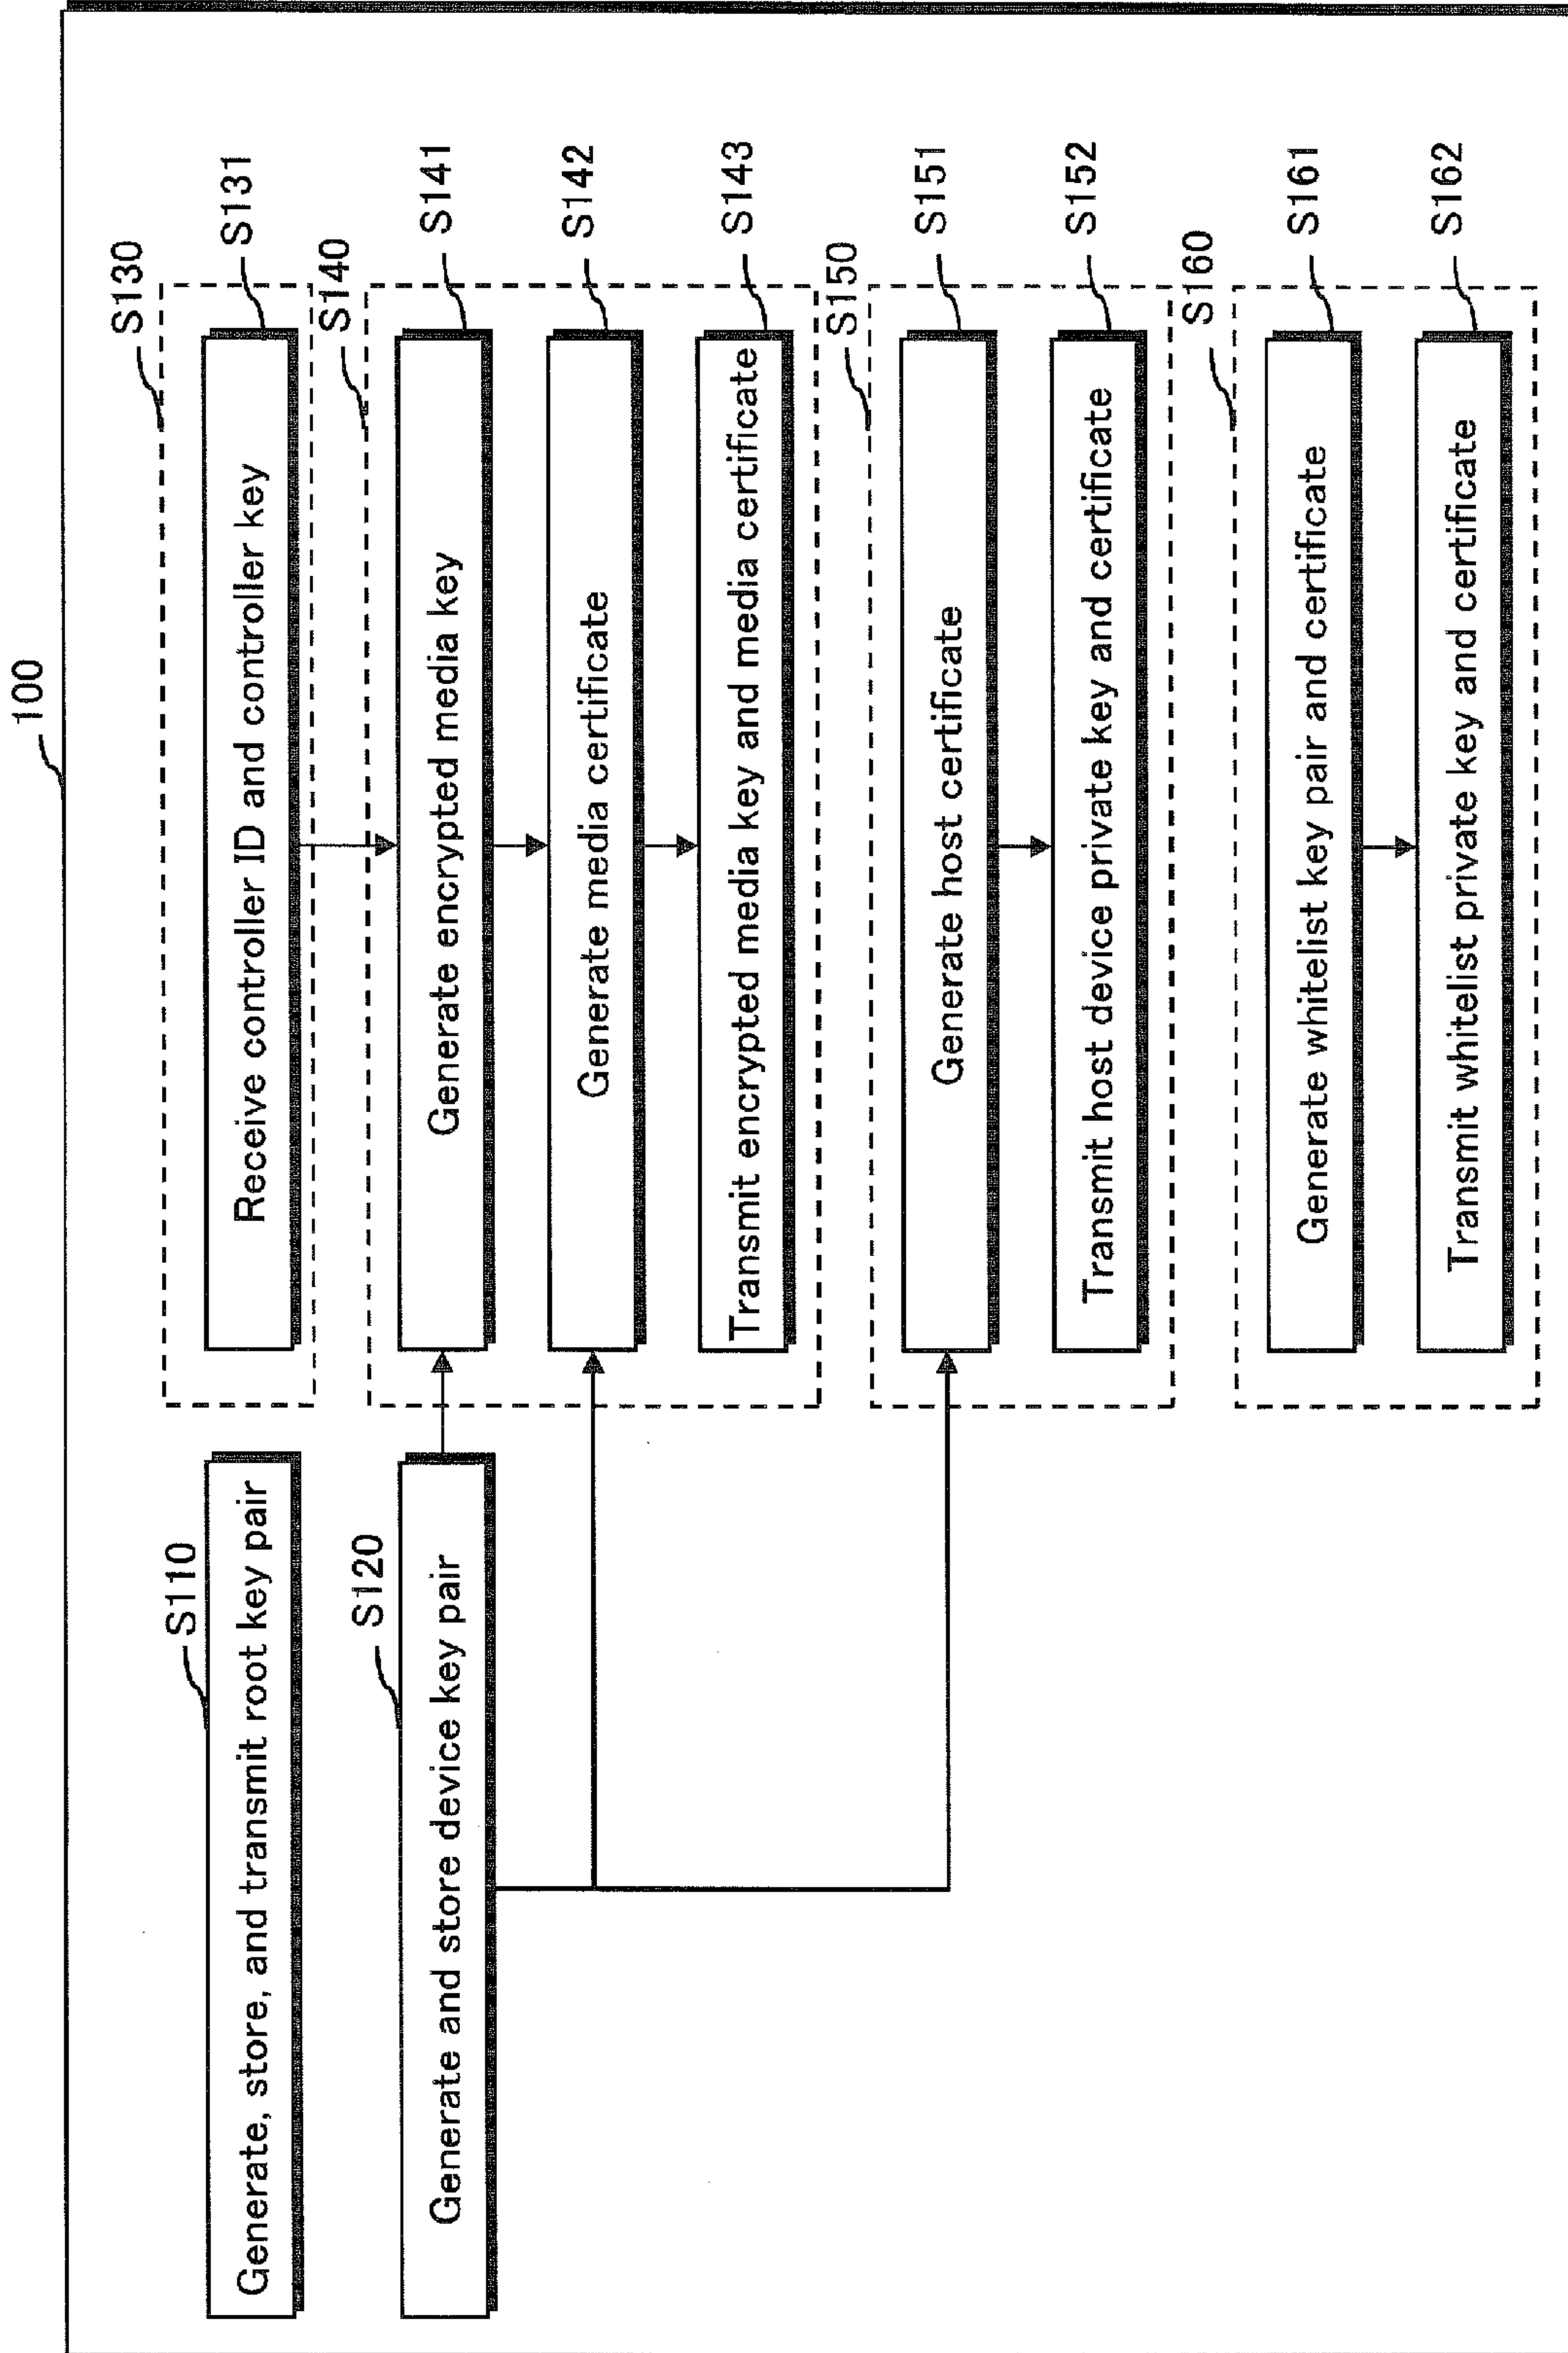 100
S110
Generate, store, and transmit root key pair
S120
Generate and store device key pair
S130
S131
Receive controller ID and controller key
S140
S141
Generate encrypted media key
S142
Generate media certificate
S143
Transmit encrypted media key and media certificate
S150
S151
Generate host certificate
S152
Transmit host device private key and certificate
S160
S161
Generate whitelist key pair and certificate
S162
Transmit whitelist private key and certificate